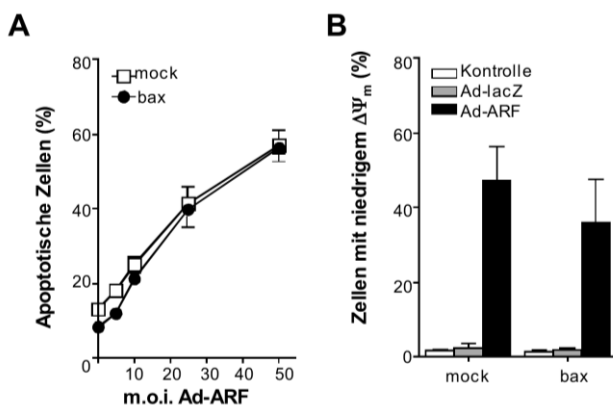 A
Apoptotische Zellen (%)
80
60
40
20
0
mock
bax
10
20
30
40
50
m.o.i. Ad-ARF
B
Zellen mit niedrigem ΔΨm (%)
80
60
40
20
0
Kontrolle
Ad-lacZ
Ad-ARF
mock
bax